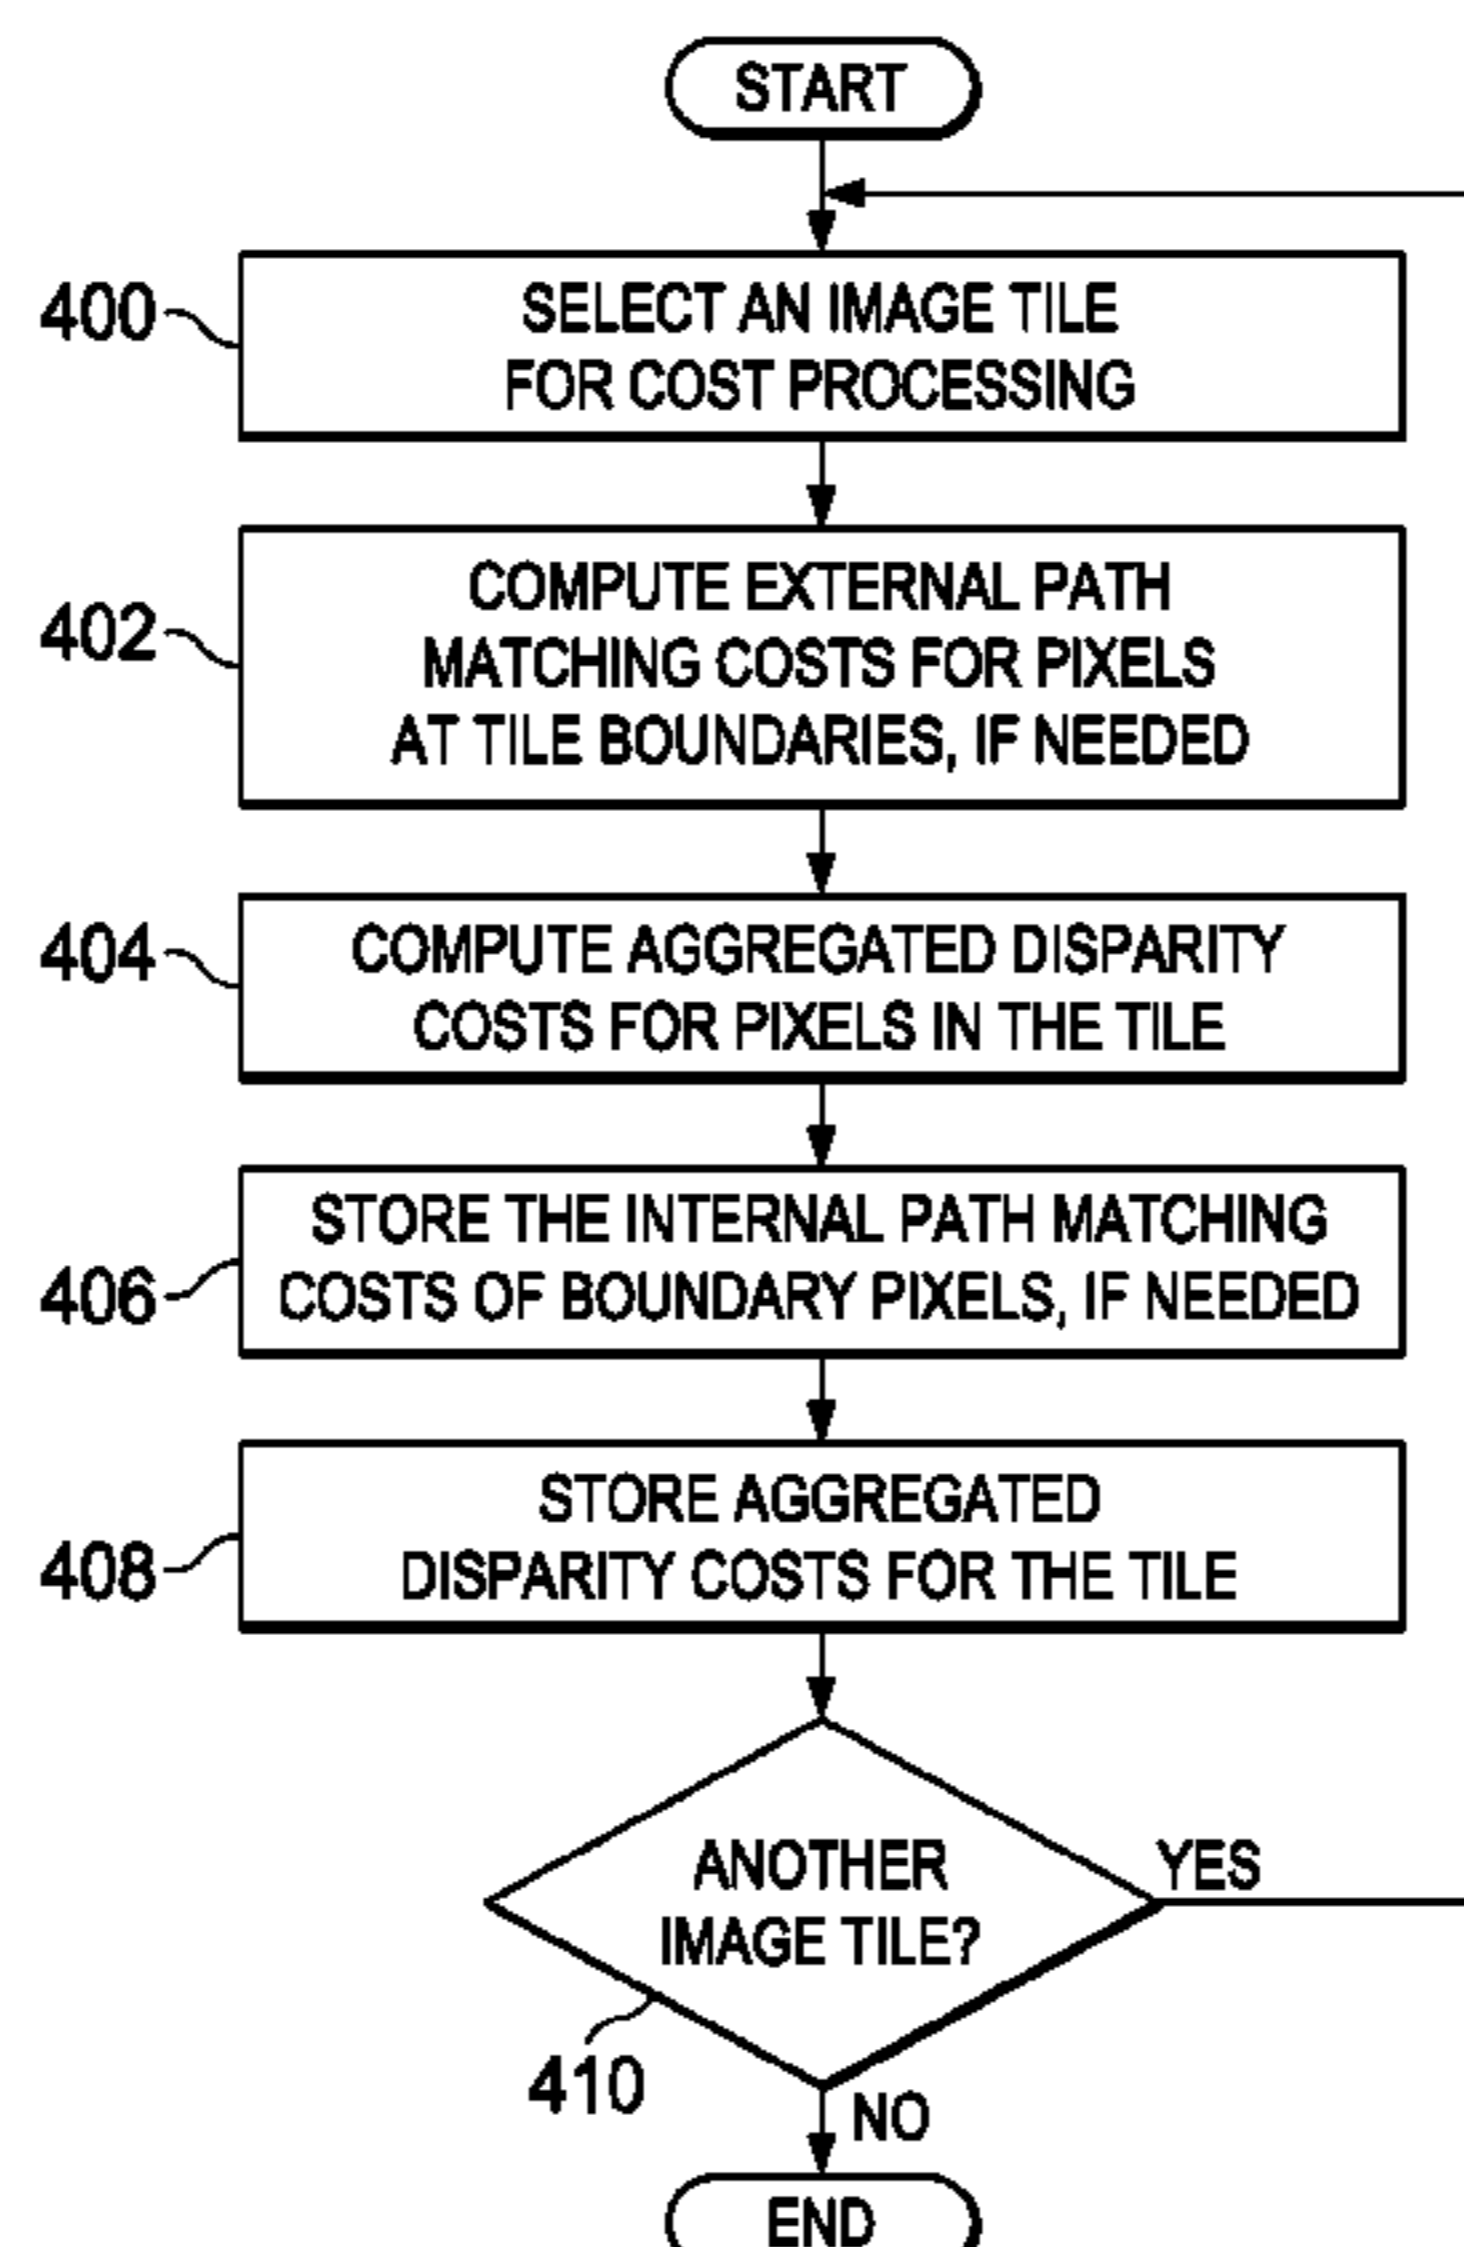 START
400
SELECT AN IMAGE TILE
FOR COST PROCESSING
402
COMPUTE EXTERNAL PATH
MATCHING COSTS FOR PIXELS
AT TILE BOUNDARIES, IF NEEDED
404
COMPUTE AGGREGATED DISPARITY
COSTS FOR PIXELS IN THE TILE
406
STORE THE INTERNAL PATH MATCHING
COSTS OF BOUNDARY PIXELS, IF NEEDED
408
STORE AGGREGATED
DISPARITY COSTS FOR THE TILE
ANOTHER
IMAGE TILE?
YES
410
NO
END